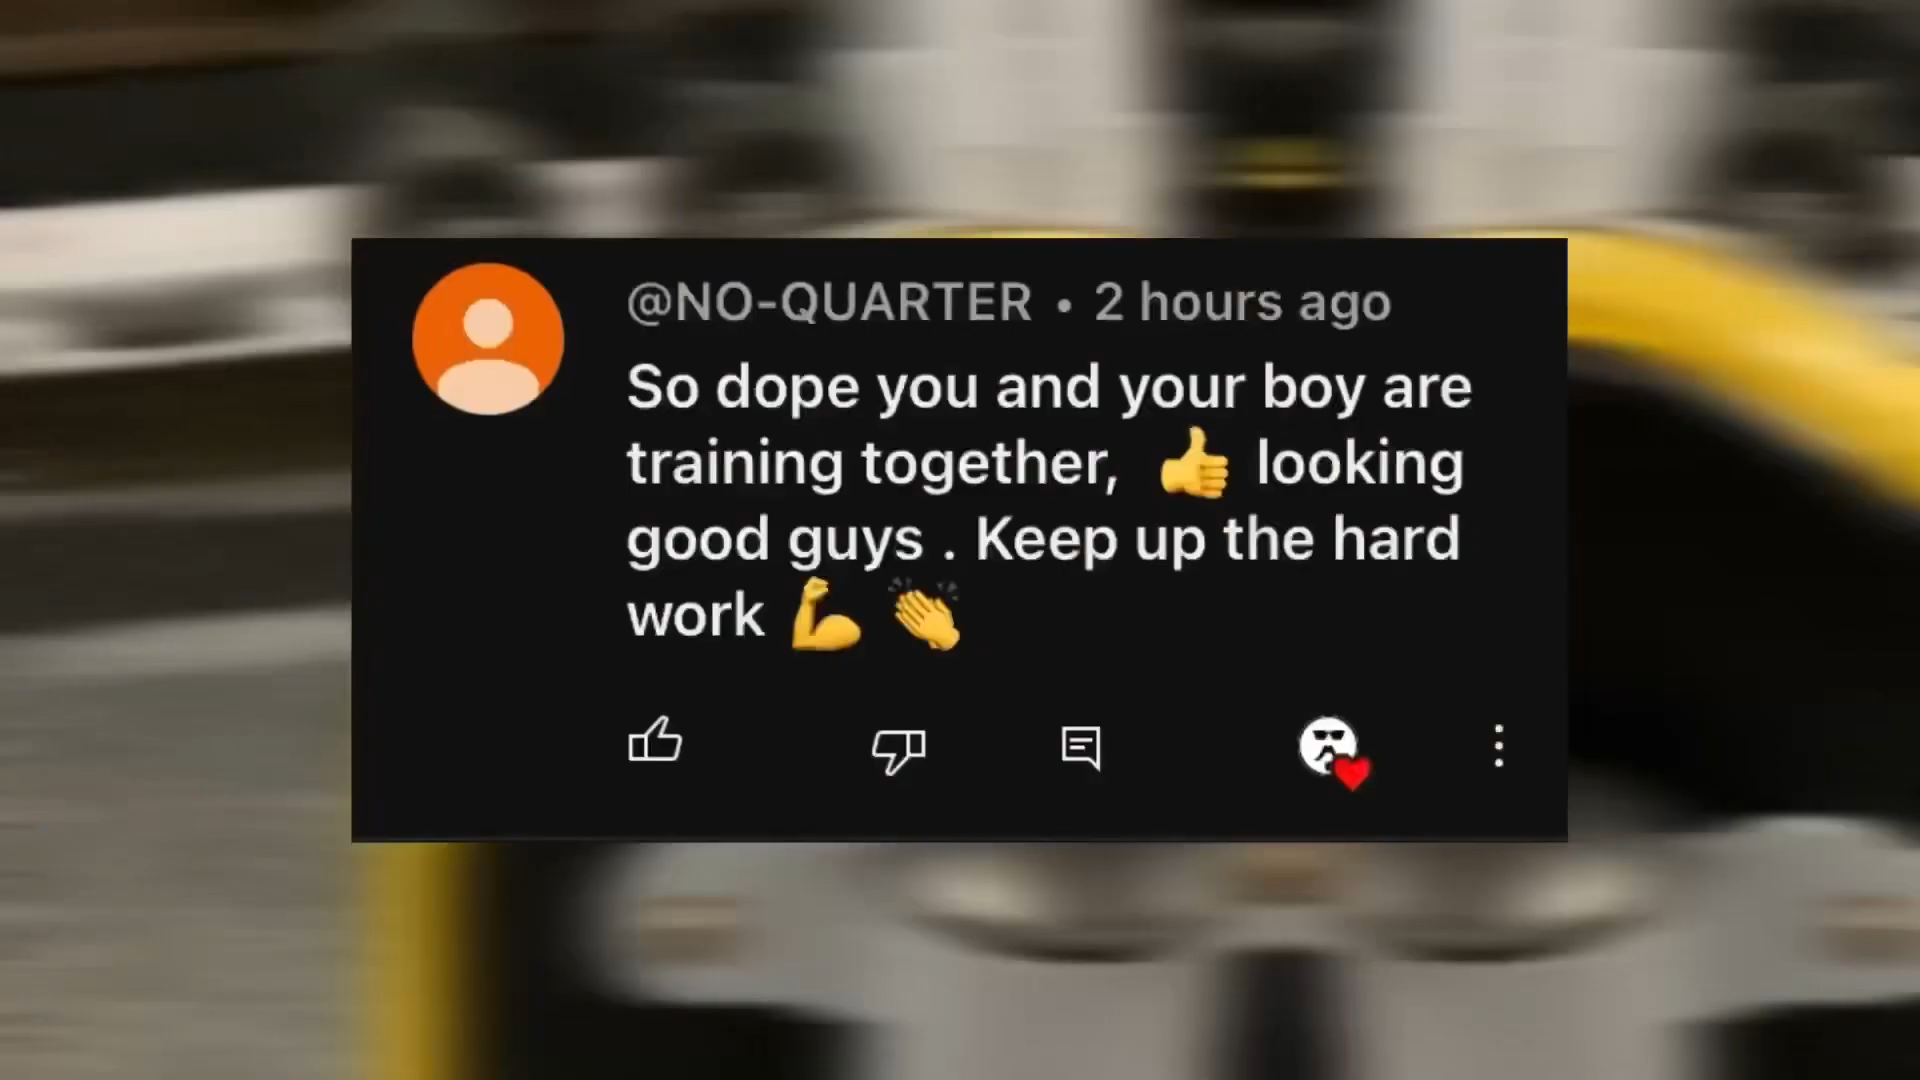 @NO-QUARTER • 2 hours ago
So dope you and your boy are
training together, 👍 looking
good guys . Keep up the hard
work 💪 👏